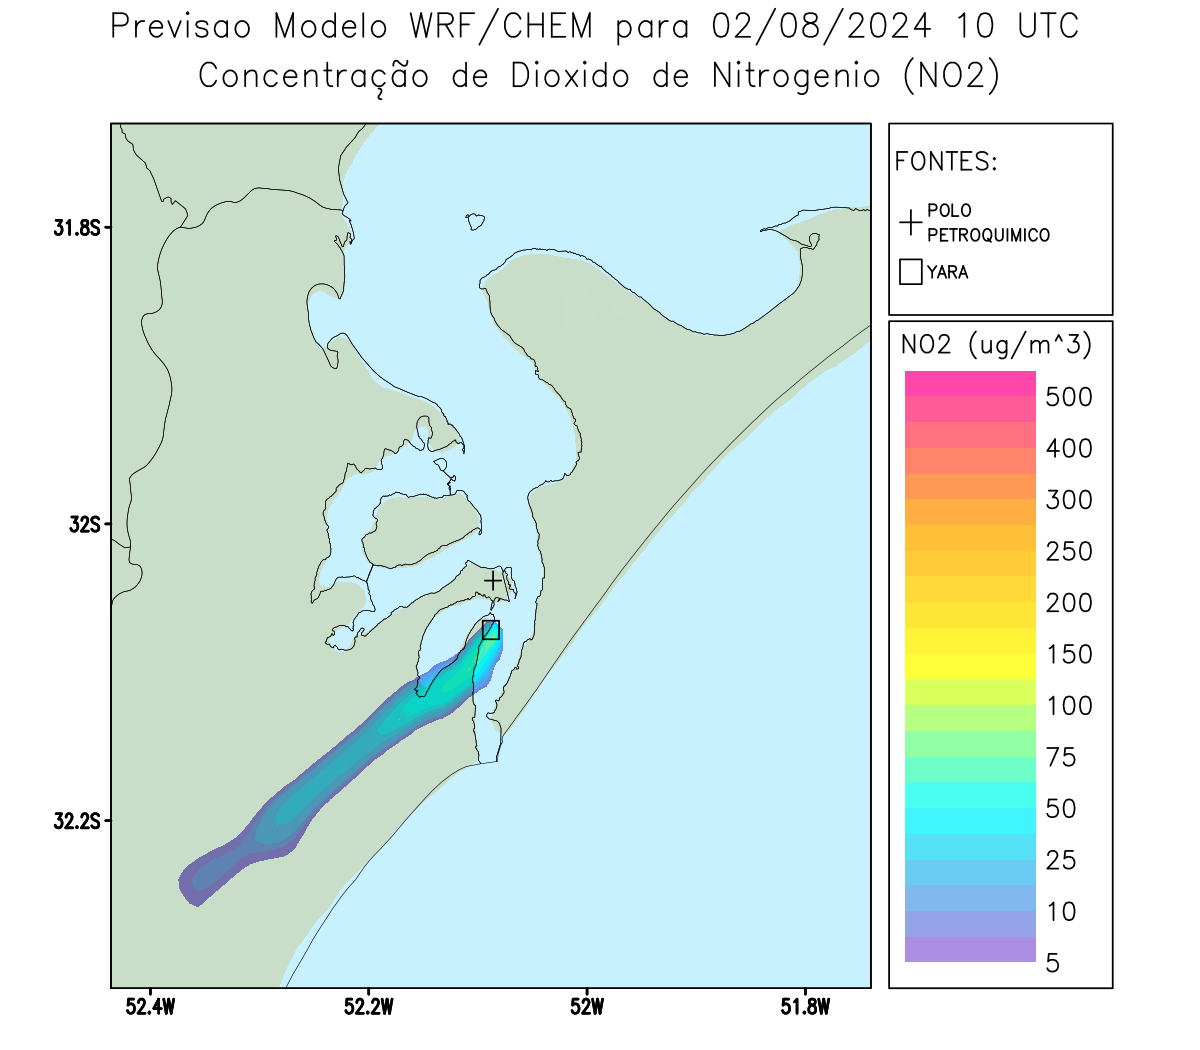 Previsao Modelo WRF/CHEM para 02/08/2024 10 UTC
Concentração de Dioxido de Nitrogenio (NO2)
FONTES:
POLO
PETROQUIMICO
YARA
31.8S
32S
32.2S
52.4W
52.2W
52W
51.8W
NO2 (ug/m^3)
500
400
300
250
200
150
100
75
50
25
10
5